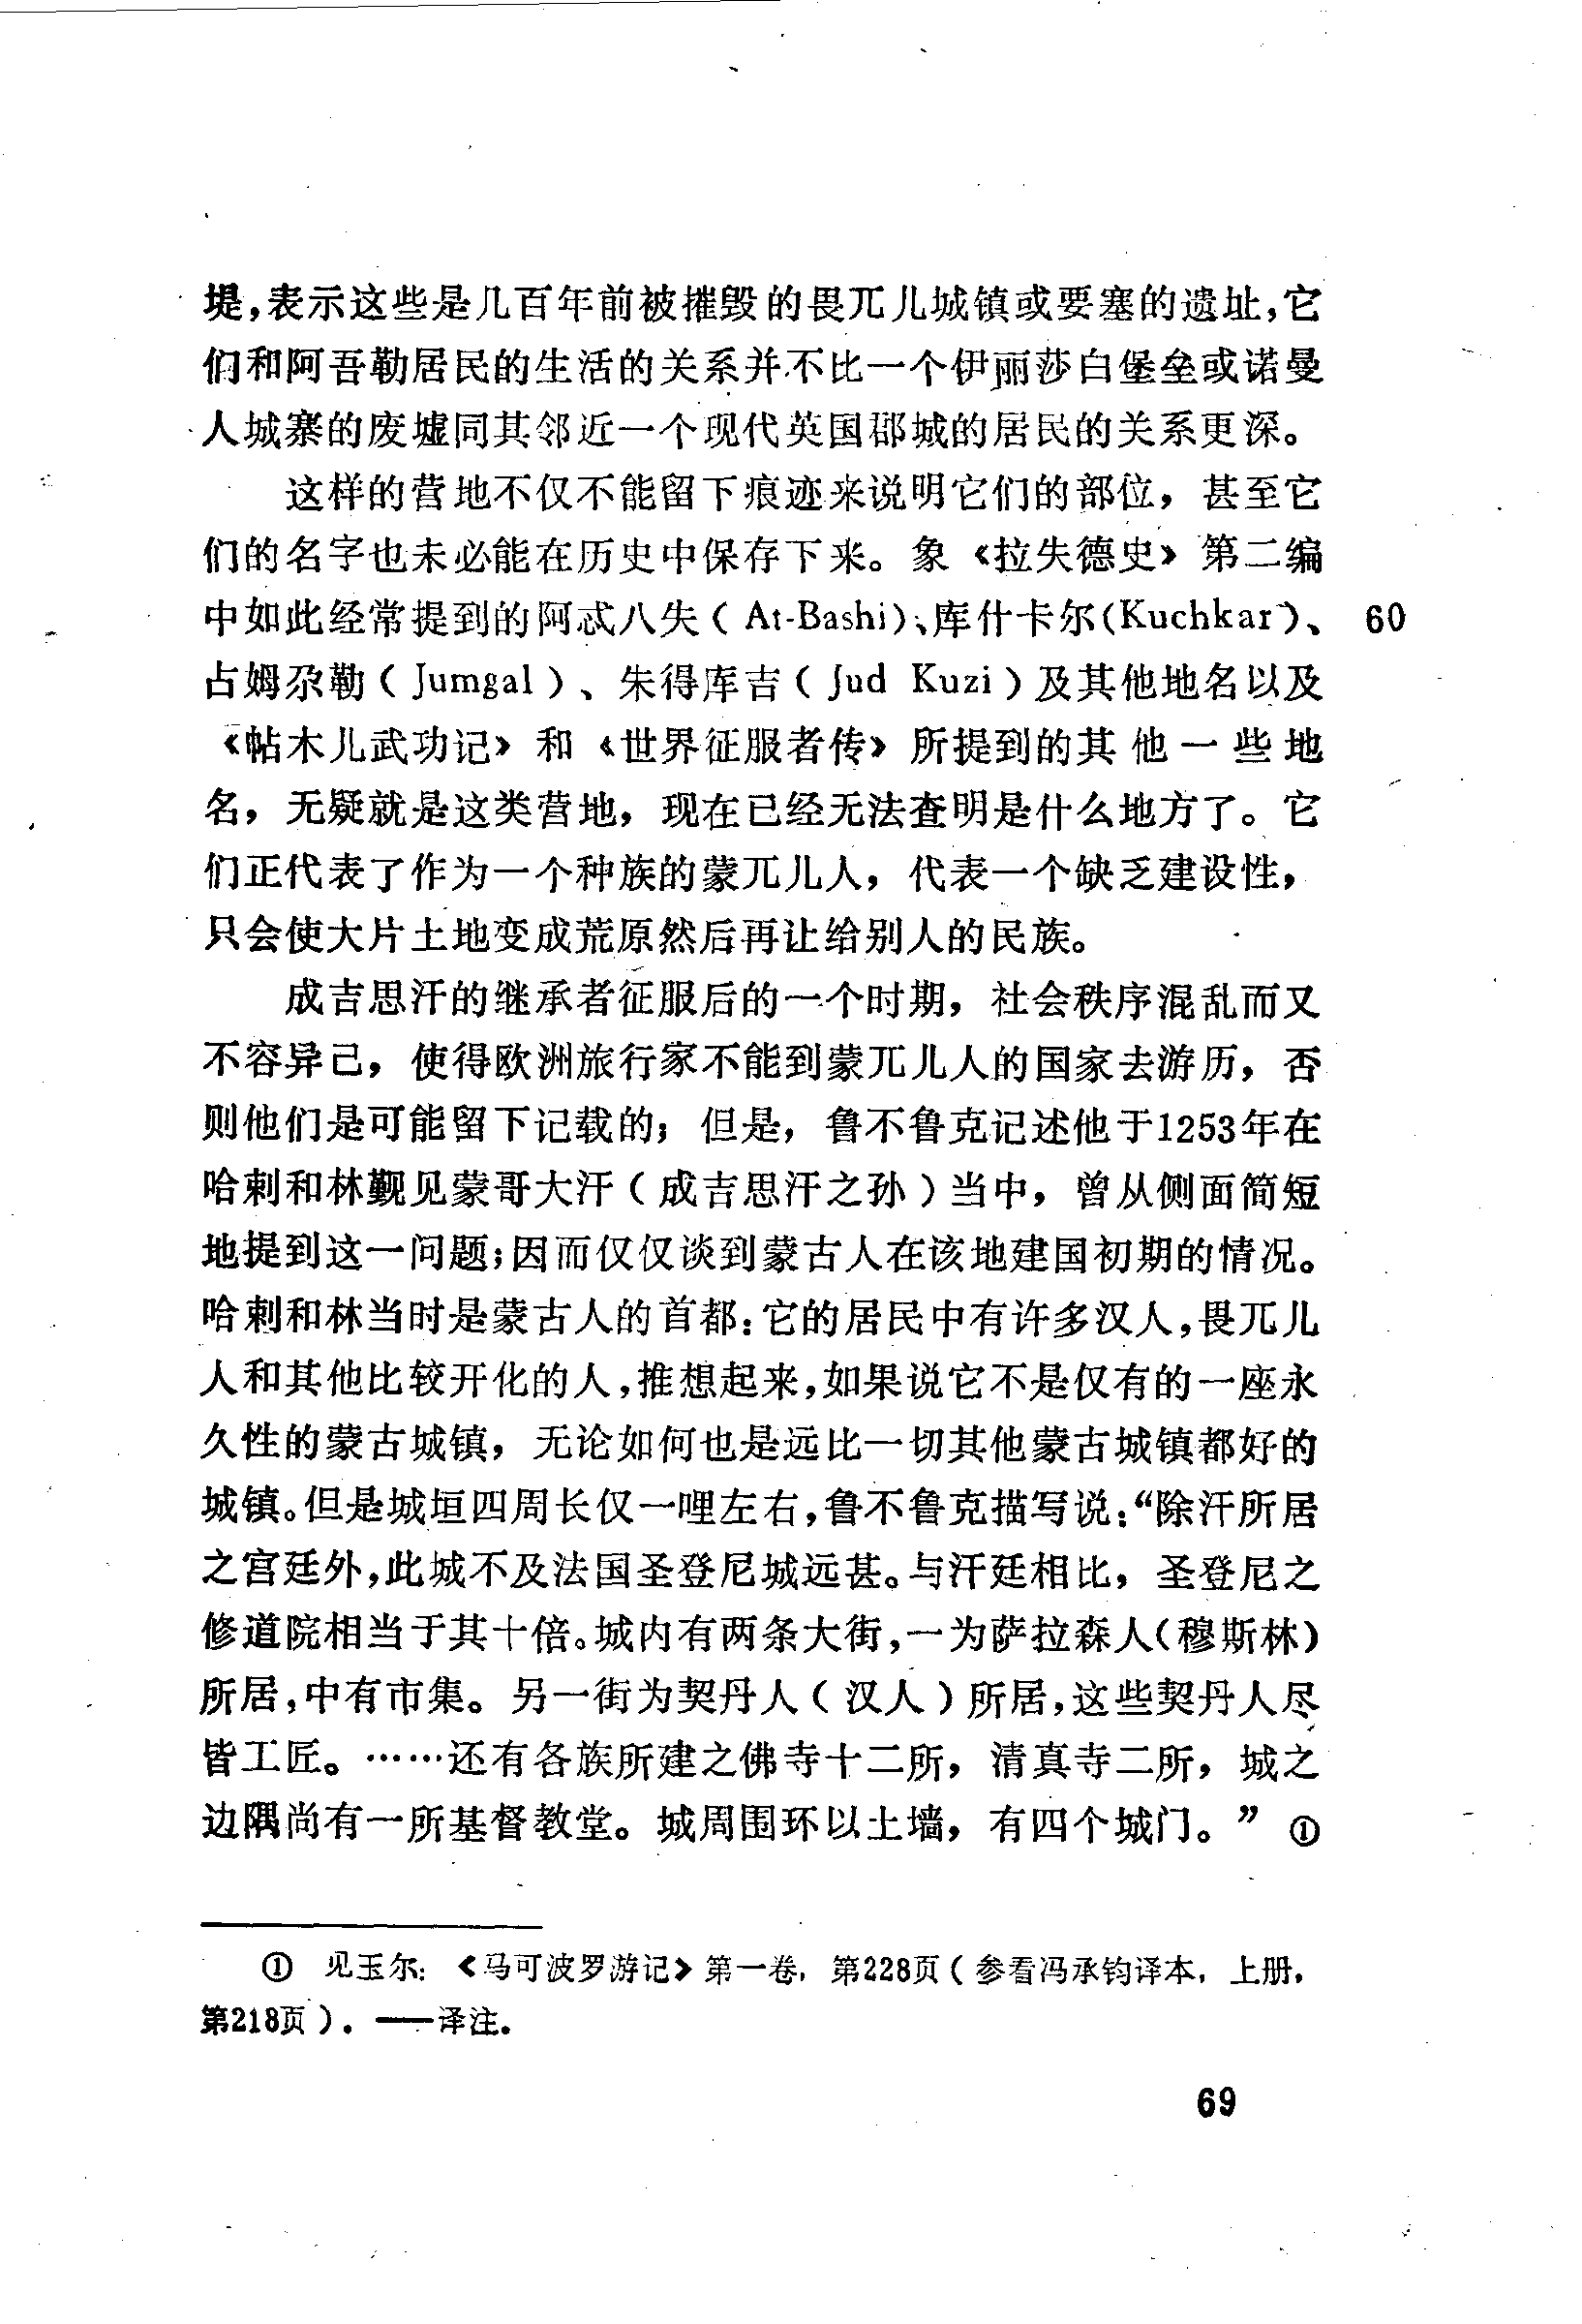 堤，表示这些是几百年前被摧毁的畏兀儿城镇或要塞的遗址，它
们和阿吾勒居民的生活的关系并不比一个伊丽莎白堡垒或诺曼
人城寨的废墟同其邻近一个现代英国郡城的居民的关系更深。
这样的营地不仅不能留下痕迹来说明它们的部位，甚至它
们的名字也未必能在历史中保存下来。象《拉失德史》第二编
中如此经常提到的阿忒八失（At-Bashi）、库什卡尔（Kuchkar）、 60
占姆尕勒（Jumgal）、朱得库吉（Jud Kuzi）及其他地名以及
《帖木儿武功记》和《世界征服者传》所提到的其他一些地
名，无疑就是这类营地，现在已经无法查明是什么地方了。它
们正代表了作为一个种族的蒙兀儿人，代表一个缺乏建设性，
只会使大片土地变成荒原然后再让给别人的民族。
成吉思汗的继承者征服后的一个时期，社会秩序混乱而又
不容异己，使得欧洲旅行家不能到蒙兀儿人的国家去游历，否
则他们是可能留下记载的；但是，鲁不鲁克记述他于1253年在
哈剌和林觐见蒙哥大汗（成吉思汗之孙）当中，曾从侧面简短
地提到这一问题；因而仅仅谈到蒙古人在该地建国初期的情况。
哈剌和林当时是蒙古人的首都：它的居民中有许多汉人，畏兀儿
人和其他比较开化的人，推想起来，如果说它不是仅有的一座永
久性的蒙古城镇，无论如何也是远比一切其他蒙古城镇都好的
城镇。但是城垣四周长仅一哩左右，鲁不鲁克描写说：“除汗所居
之宫廷外，此城不及法国圣登尼城远甚。与汗廷相比，圣登尼之
修道院相当于其十倍。城内有两条大街，一为萨拉森人（穆斯林）
所居，中有市集。另一街为契丹人（汉人）所居，这些契丹人尽
皆工匠。……还有各族所建之佛寺十二所，清真寺二所，城之
边隅尚有一所基督教堂。城周围环以土墙，有四个城门。”①
① 见玉尔：《马可波罗游记》第一卷，第228页（参看冯承钧译本，上册，
第218页）．——译注．
69